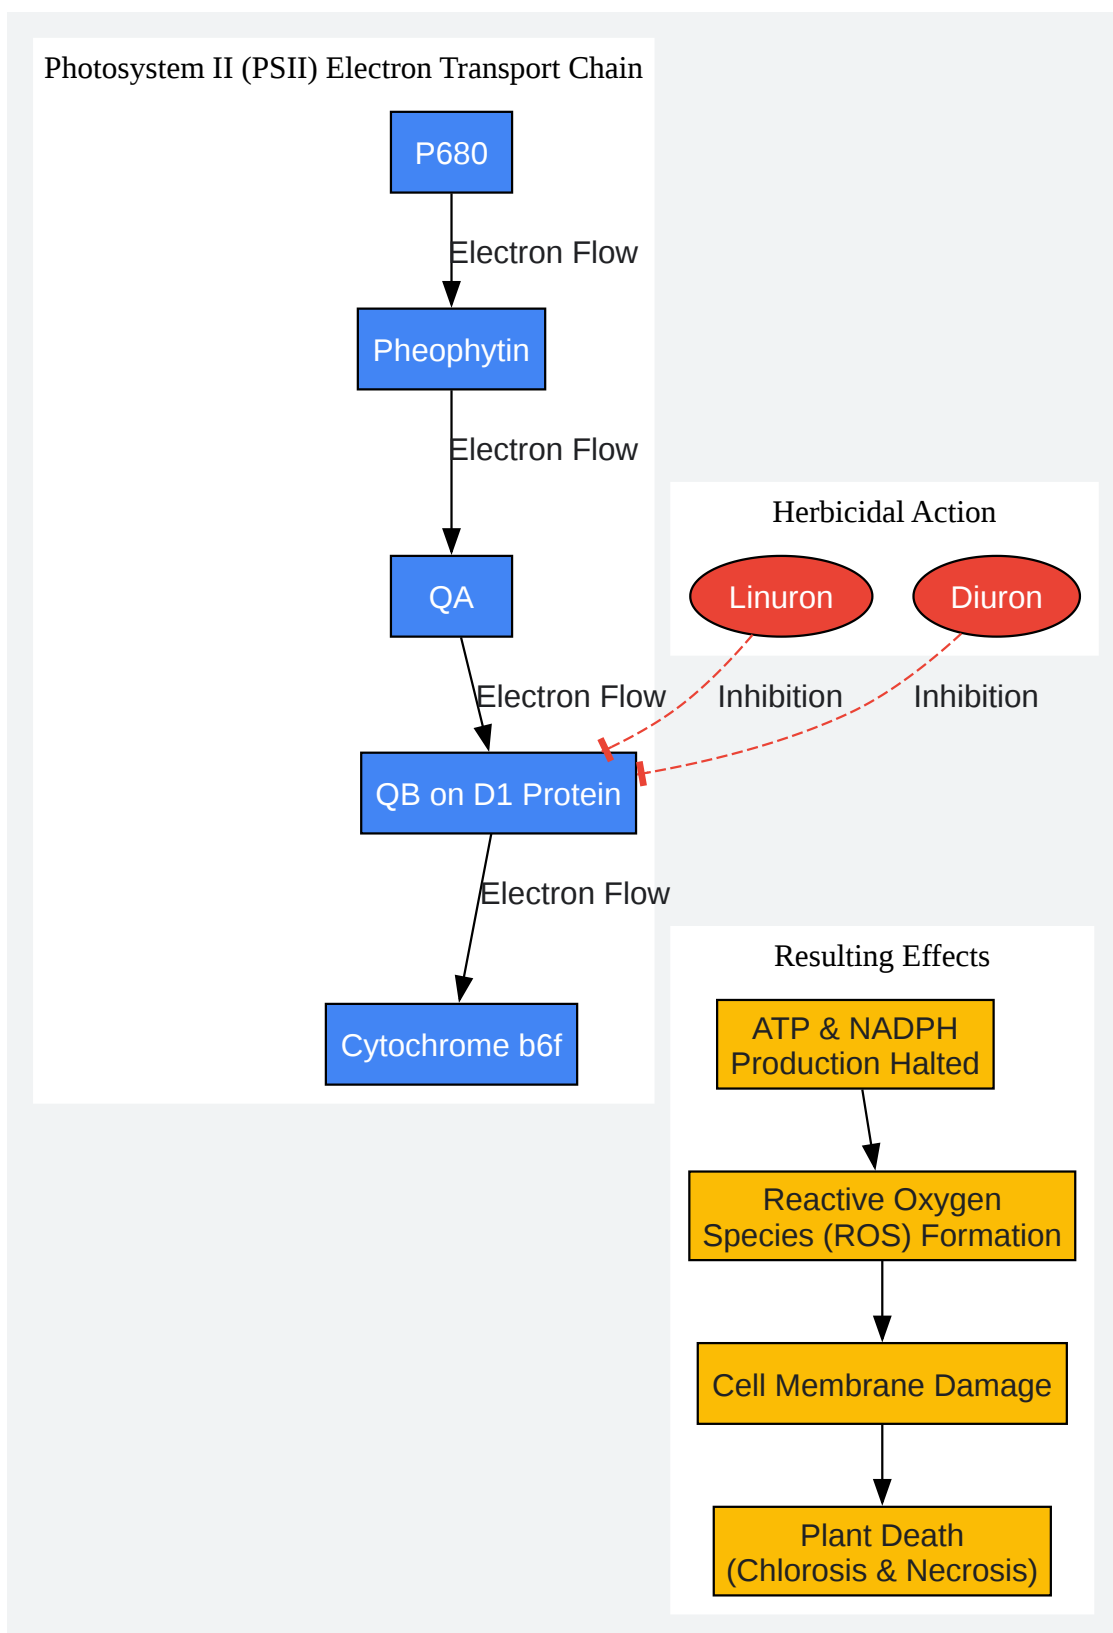 Photosystem II (PSII) Electron Transport Chain
P680
Electron Flow
Pheophytin
Electron Flow
Herbicidal Action
QA
Linuron
Diuron
Electron Flow
Inhibition
Inhibition
QB on D1 Protein
Electron Flow
Cytochrome b6f
Resulting Effects
ATP & NADPH
Production Halted
Reactive Oxygen
Species (ROS) Formation
Cell Membrane Damage
Plant Death
(Chlorosis & Necrosis)